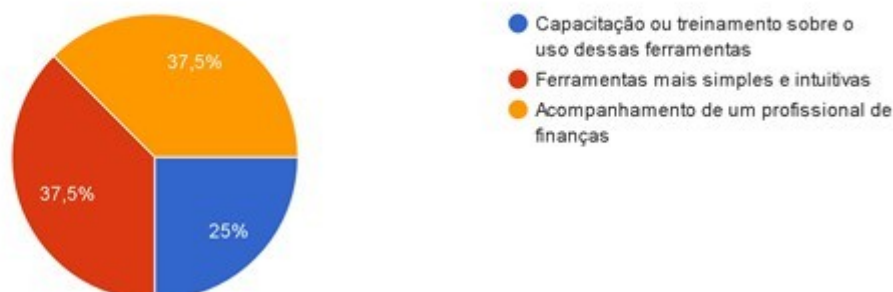 37,5%
37,5%
25%
Capacitação ou treinamento sobre o
uso dessas ferramentas
Ferramentas mais simples e intuitivas
Acompanhamento de um profissional de
finanças